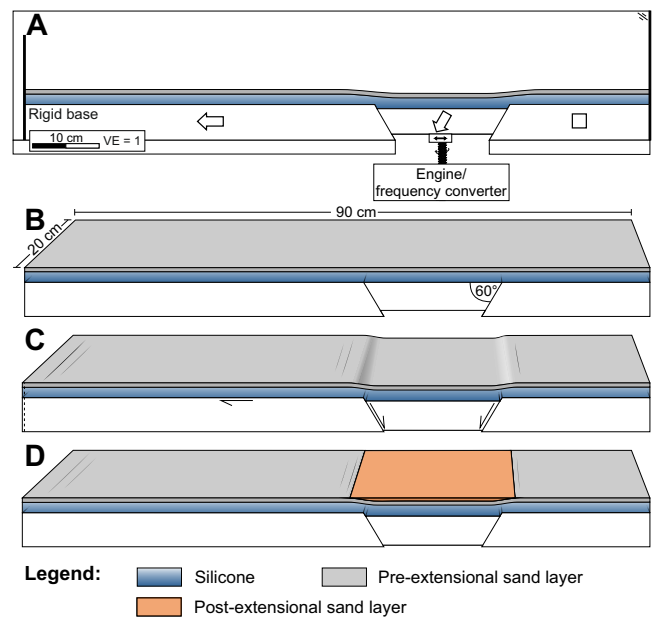 A
Rigid base
10 cm VE = 1
Engine/
frequency converter
B
90 cm
20 cm
60°
C
D
Legend:
Silicone
Pre-extensional sand layer
Post-extensional sand layer